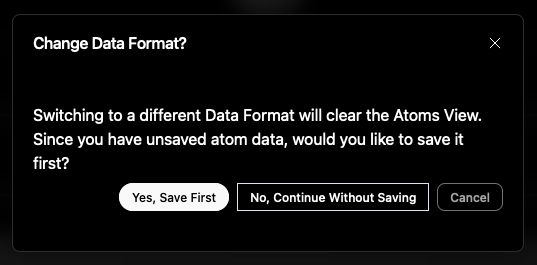 Change Data Format?
Switching to a different Data Format will clear the Atoms View.
Since you have unsaved atom data, would you like to save it
first?
Yes, Save First
No, Continue Without Saving
Cancel